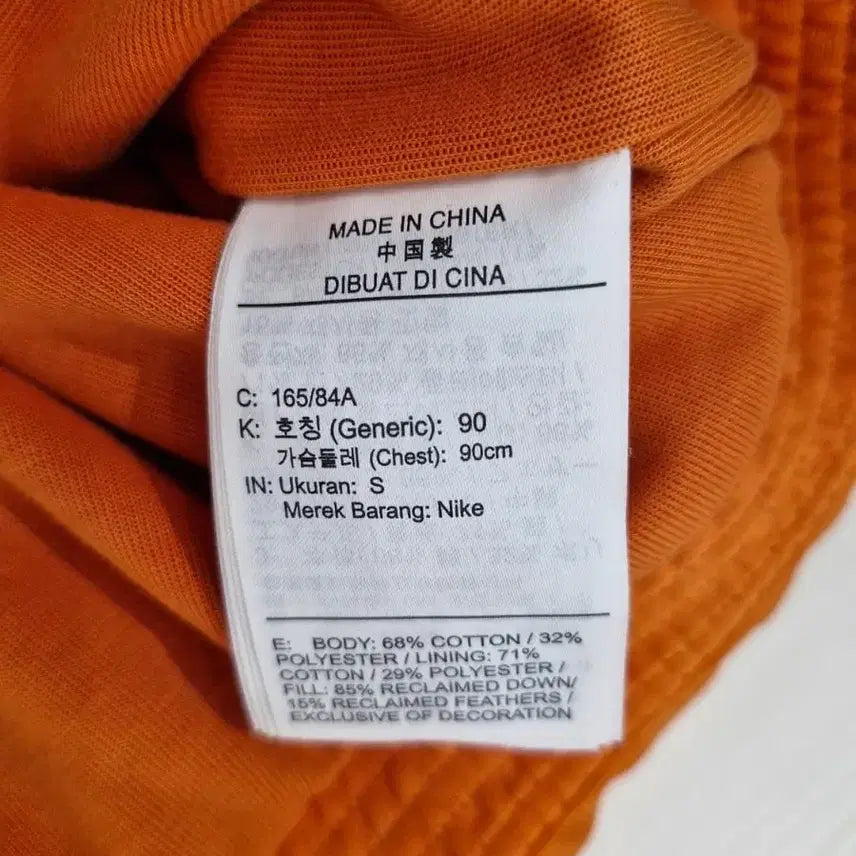 MADE IN CHINA
中国製
DIBUAT DI CINA
C: 165/84A
K: 호칭 (Generic): 90
가슴둘레 (Chest): 90cm
IN: Ukuran: S
Merek Barang: Nike
E: BODY: 68% COTTON / 32%
POLYESTER / LINING: 71%
COTTON / 29% POLYESTER /
FILL: 85% RECLAIMED DOWN/
15% RECLAIMED FEATHERS /
EXCLUSIVE OF DECORATION